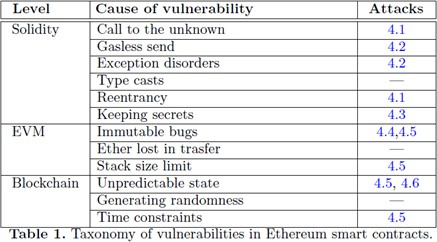 Level Cause of vulnerability Attacks
Solidity Call to the unknown 4.1
Gasless send 4.2
Exception disorders 4.2
Type casts —
Reentrancy 4.1
Keeping secrets 4.3
EVM Immutable bugs 4.4,4.5
Ether lost in trasfer —
Stack size limit 4.5
Blockchain Unpredictable state 4.5, 4.6
Generating randomness —
Time constraints 4.5
Table 1. Taxonomy of vulnerabilities in Ethereum smart contracts.